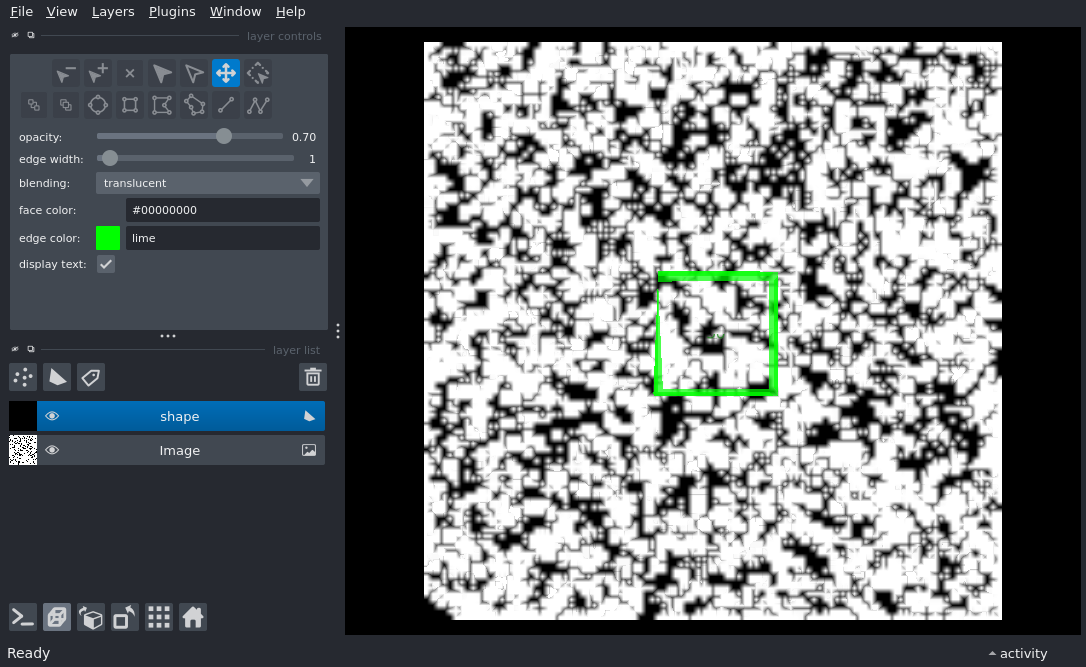 File View Layers Plugins Window Help
layer controls
opacity: 0.70
edge width: 1
blending: translucent
face color: #00000000
edge color: lime
display text:
layer list
shape
Image
Ready
activity